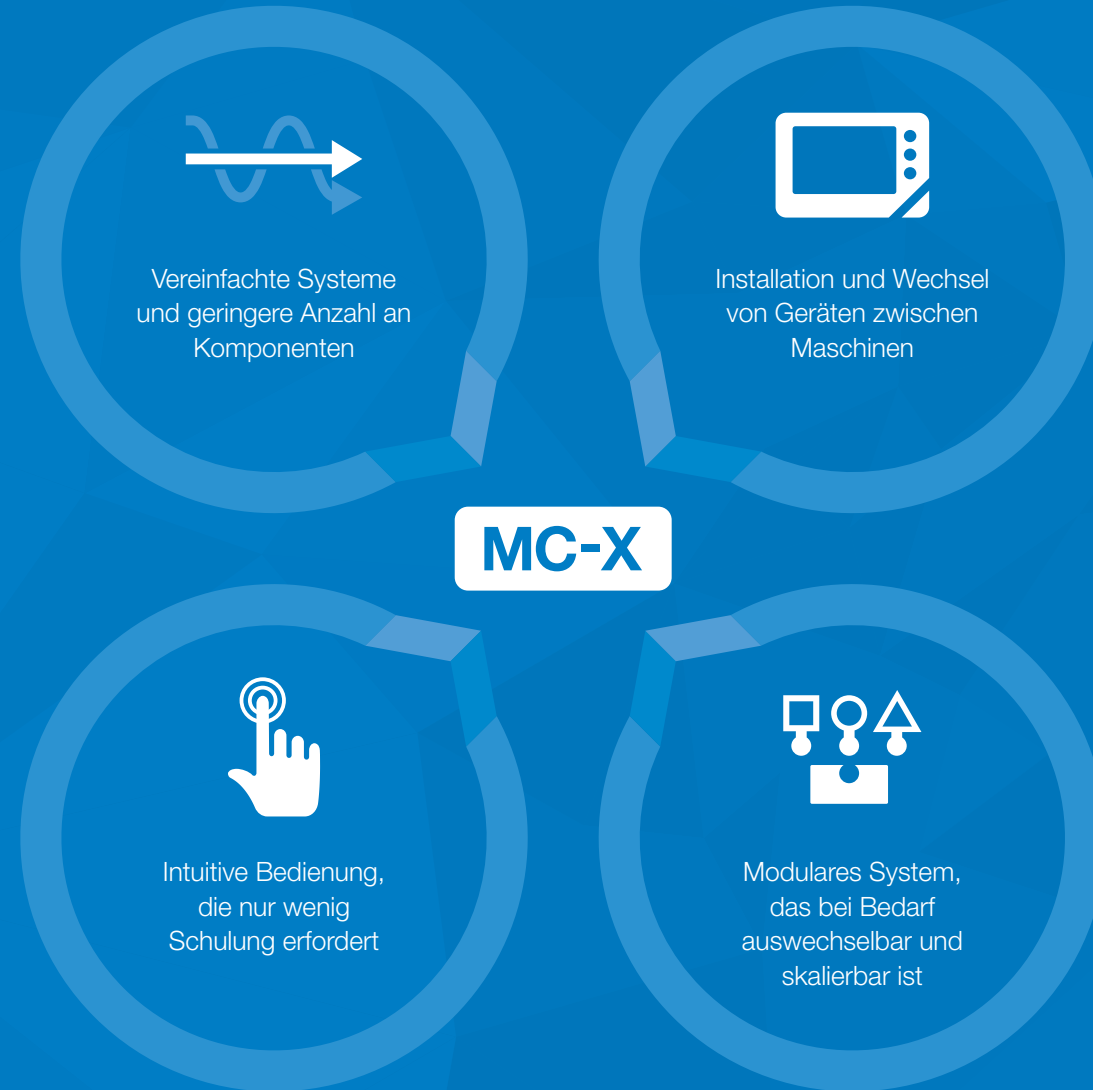 Vereinfachte Systeme
und geringere Anzahl an
Komponenten
Installation und Wechsel
von Geräten zwischen
Maschinen
MC-X
Intuitive Bedienung,
die nur wenig
Schulung erfordert
Modulares System,
das bei Bedarf
auswechselbar und
skalierbar ist